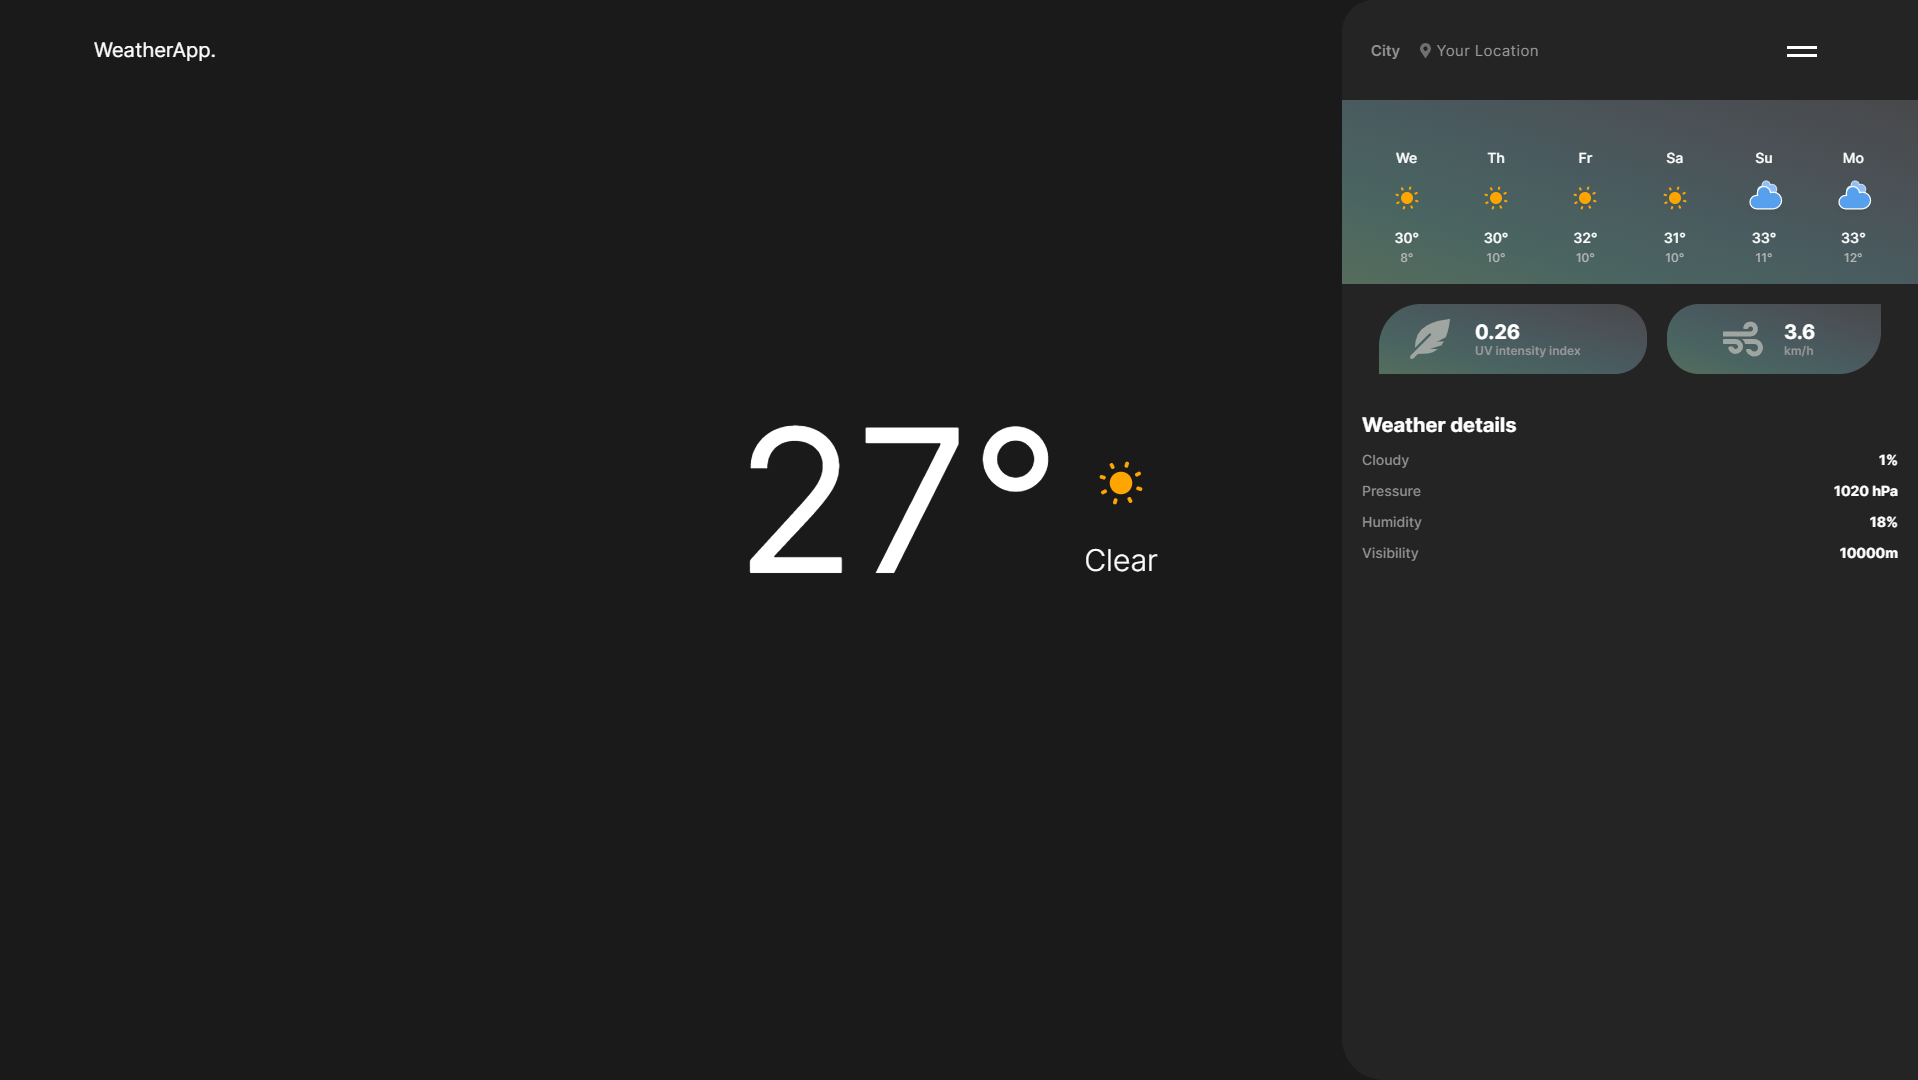 WeatherApp.
City Your Location
We Th Fr Sa Su Mo
30° 30° 32° 31° 33° 33°
8° 10° 10° 10° 11° 12°
0.26
UV intensity index
3.6
km/h
27°
Clear
Weather details
Cloudy 1%
Pressure 1020 hPa
Humidity 18%
Visibility 10000m